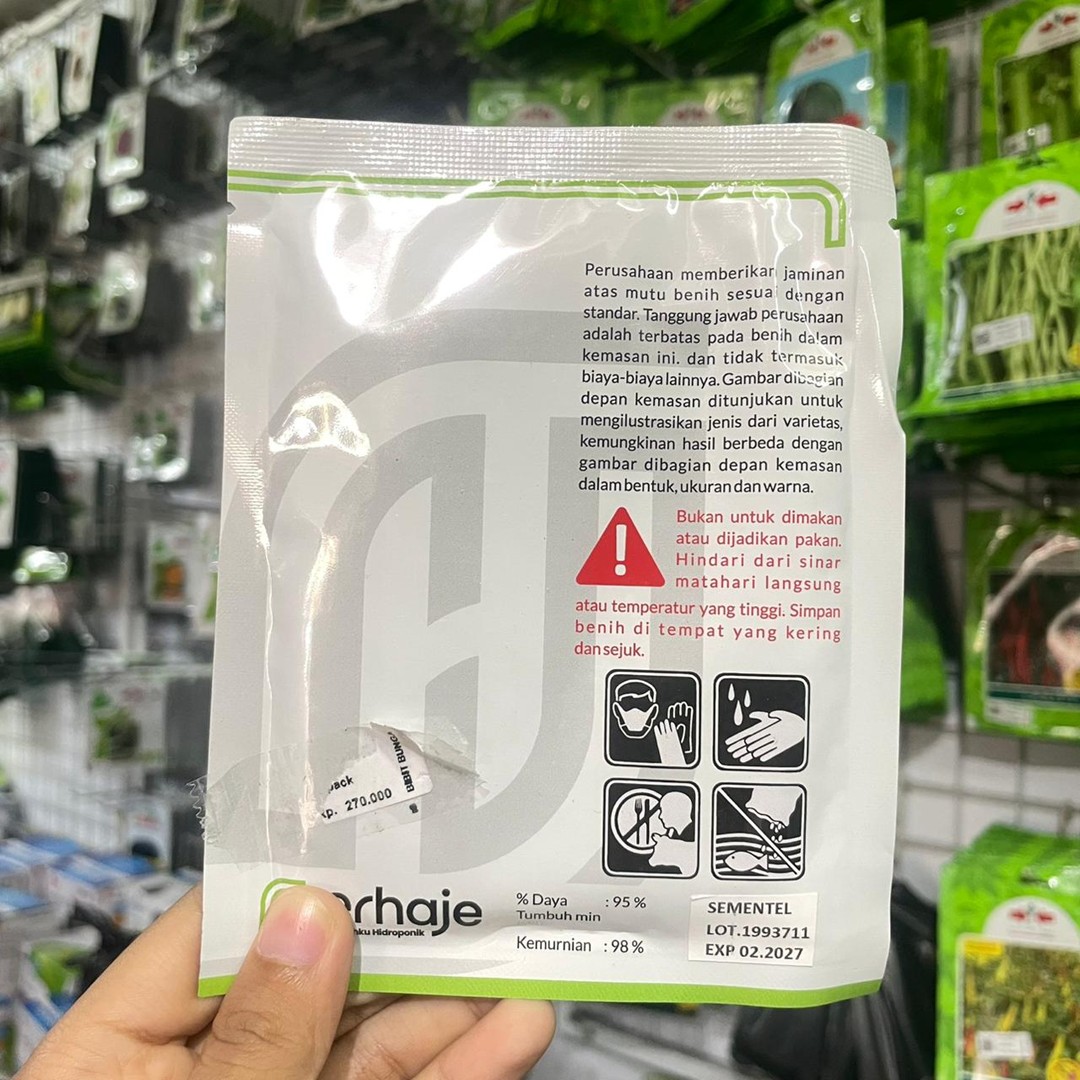 Perusahaan memberikan jaminan
atas mutu benih sesuai dengan
standar. Tanggung jawab perusahaan
adalah terbatas pada benih dalam
kemasan ini. dan tidak termasuk
biaya-biaya lainnya. Gambar dibagian
depan kemasan ditunjukan untuk
mengilustrasikan jenis dari varietas,
kemungkinan hasil berbeda dengan
gambar dibagian depan kemasan
dalam bentuk, ukuran dan warna.
Bukan untuk dimakan
atau dijadikan pakan.
Hindari dari sinar
matahari langsung
atau temperatur yang tinggi. Simpan
benih di tempat yang kering
dan sejuk.
270.000
% Daya : 95 %
Tumbuh min
Kemurnian : 98 %
Hidroponik
SEMENTEL
LOT.1993711
EXP 02.2027